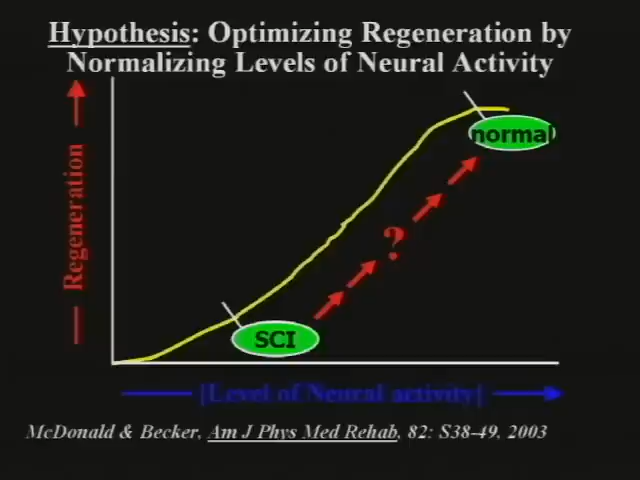 Hypothesis: Optimizing Regeneration by
Normalizing Levels of Neural Activity
normal
Regeneration
?
SCI
[Level of Neural activity]
McDonald & Becker, Am J Phys Med Rehab, 82: S38-49, 2003